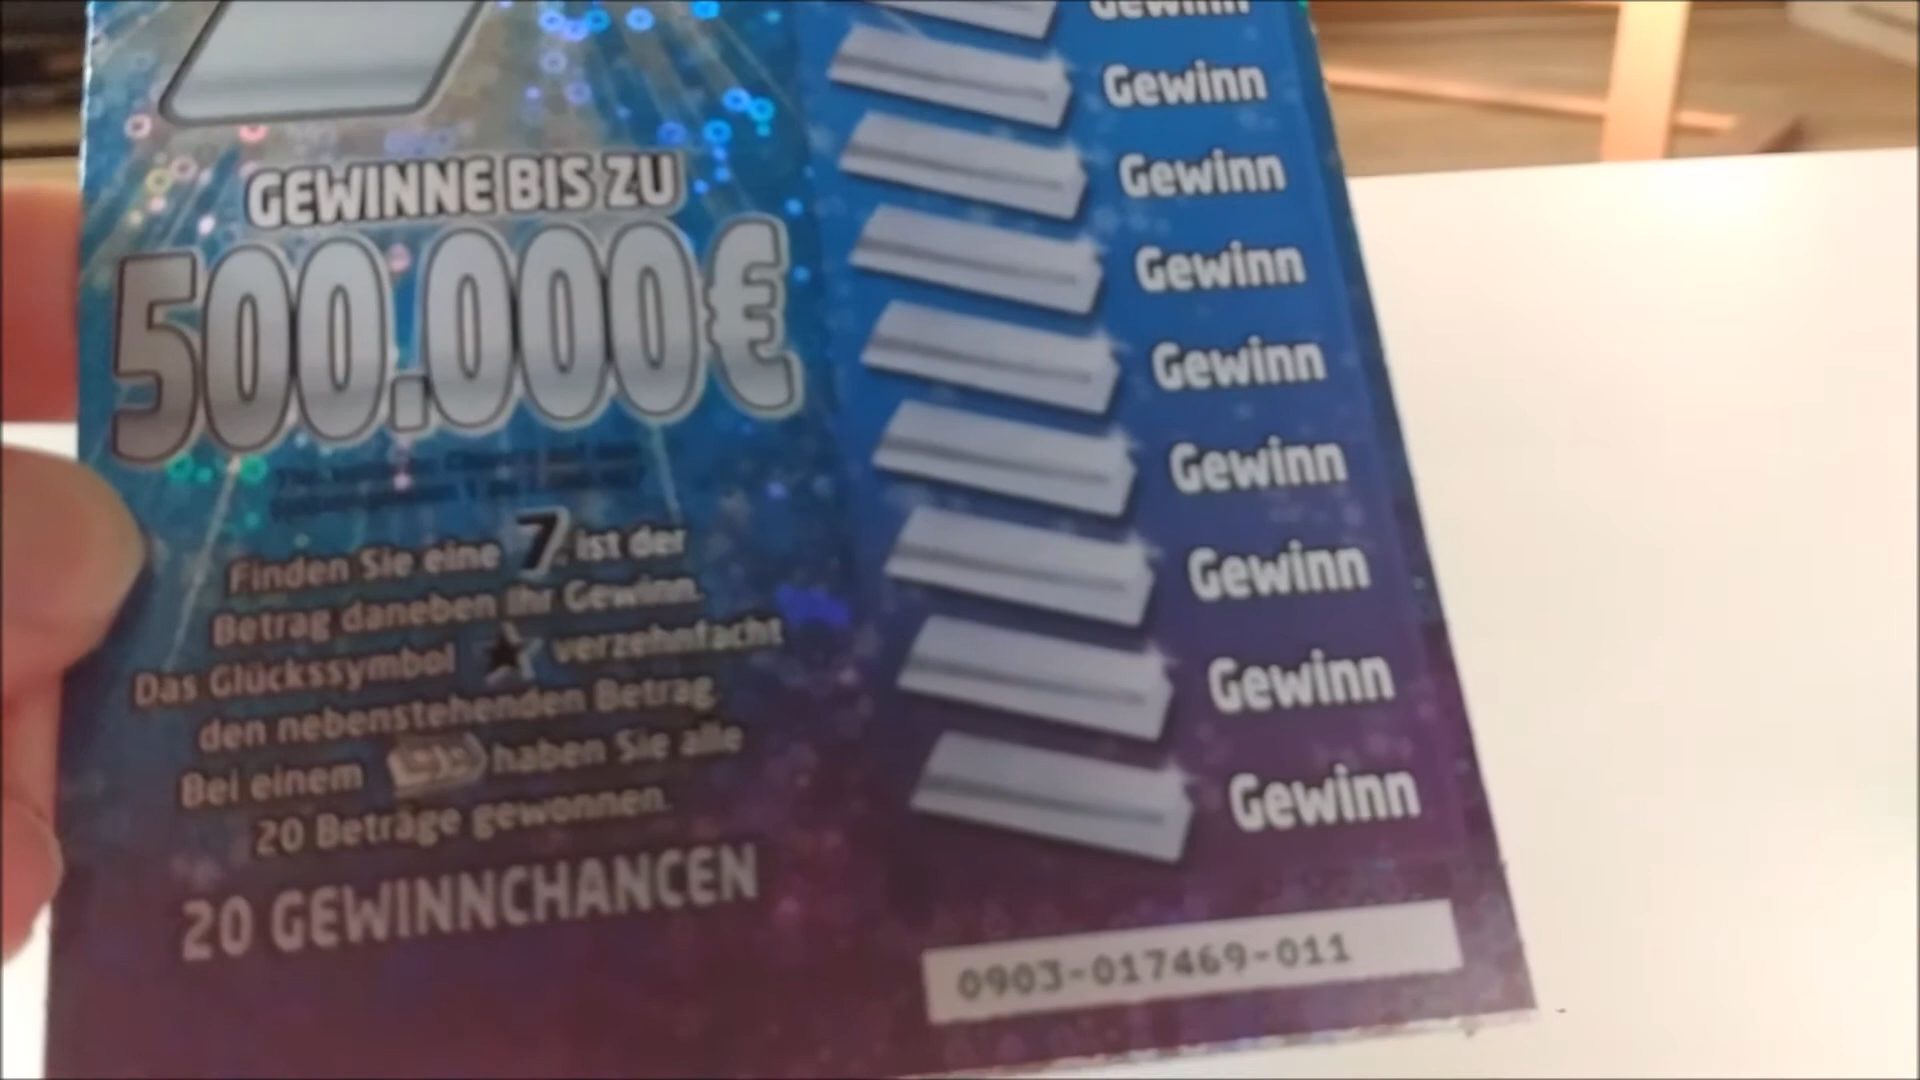 GEWINNE BIS ZU
500.000€
Finden Sie eine 7, ist der
Betrag daneben Ihr Gewinn.
Das Glückssymbol verzehnfacht
den nebenstehenden Betrag.
Bei einem haben Sie alle
20 Beträge gewonnen.
20 GEWINNCHANCEN
Gewinn
Gewinn
Gewinn
Gewinn
Gewinn
Gewinn
Gewinn
Gewinn
Gewinn
0903-017469-011